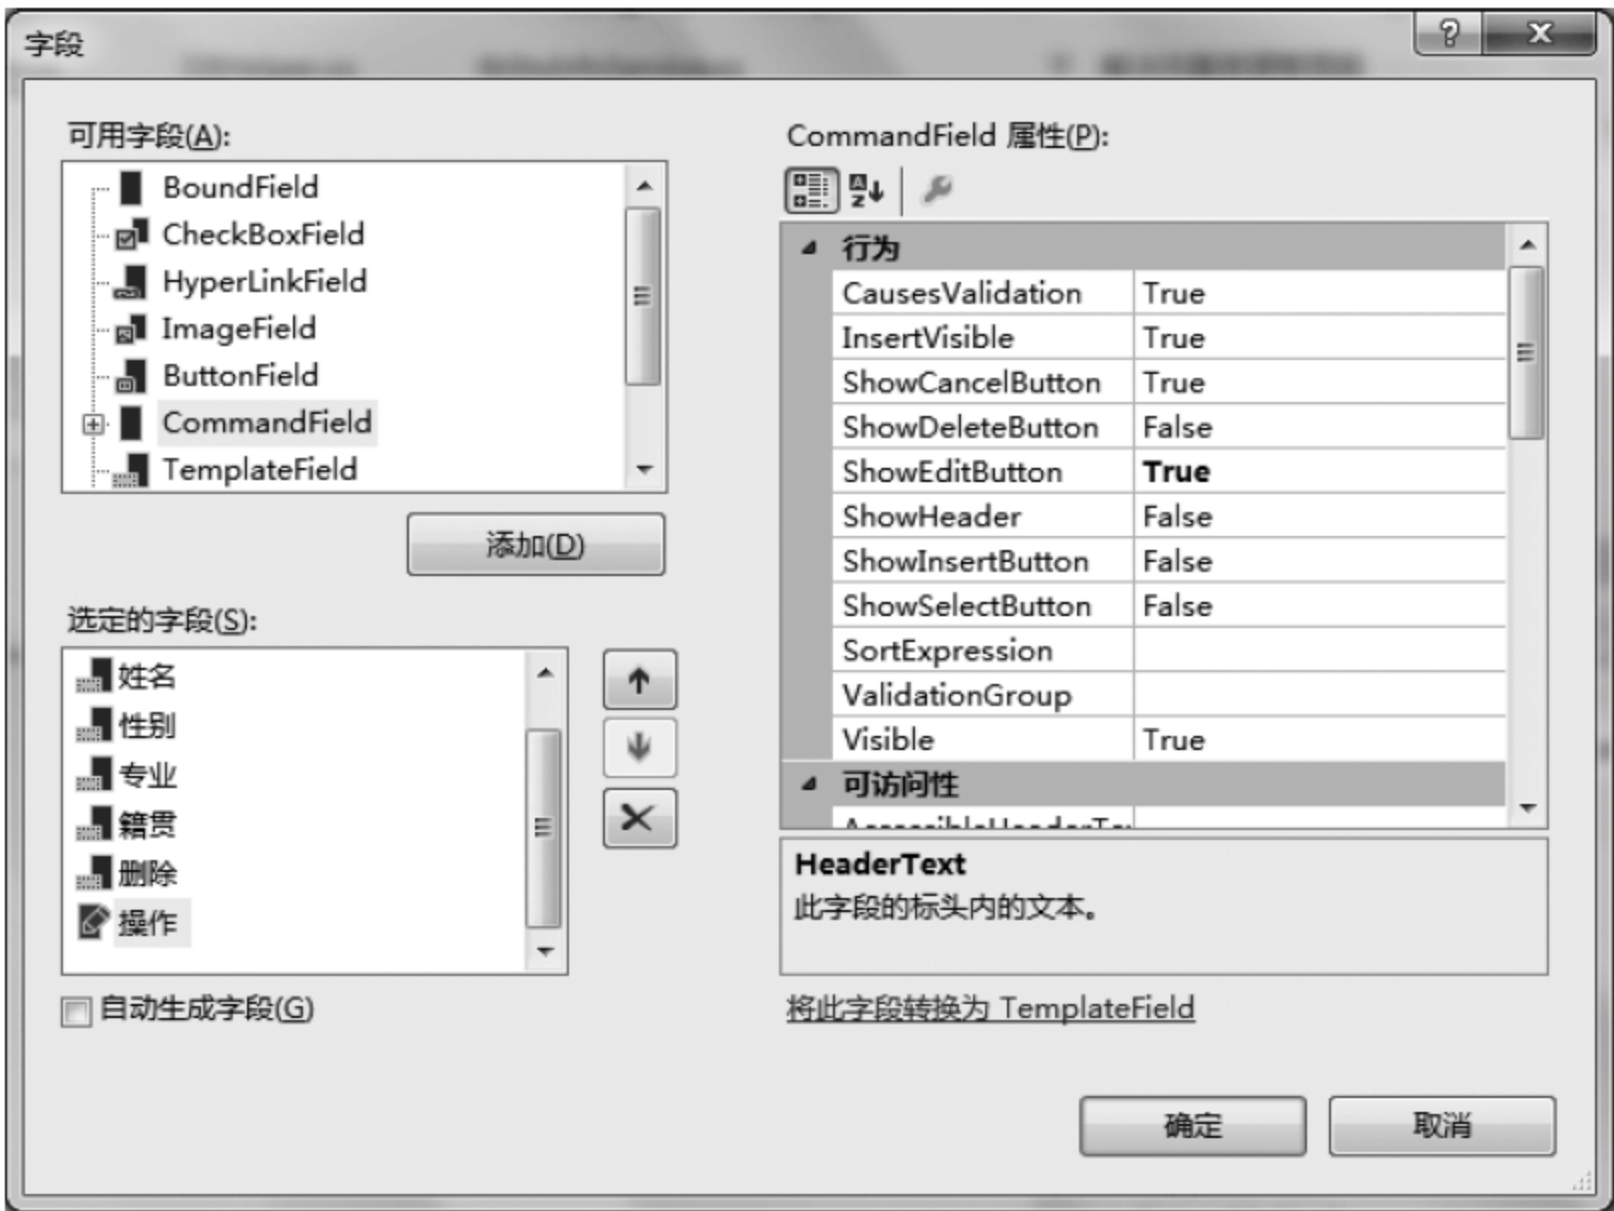 字段
可用字段(A):
BoundField
CheckBoxField
HyperLinkField
ImageField
ButtonField
CommandField
TemplateField
添加(D)
选定的字段(S):
姓名
性别
专业
籍贯
删除
操作
自动生成字段(G)
CommandField 属性(P):
行为
CausesValidation True
InsertVisible True
ShowCancelButton True
ShowDeleteButton False
ShowEditButton True
ShowHeader False
ShowInsertButton False
ShowSelectButton False
SortExpression
ValidationGroup
Visible True
可访问性
HeaderText
此字段的标头内的文本。
将此字段转换为 TemplateField
确定
取消